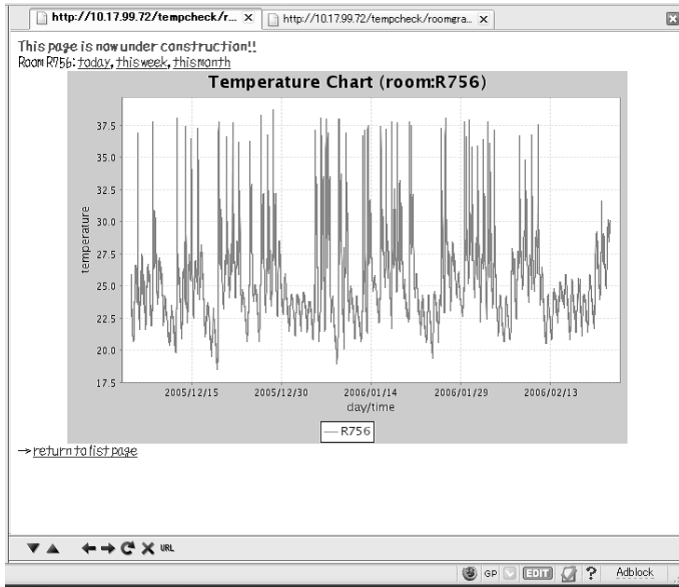 http://10.17.99.72/tempcheck/r... x
http://10.17.99.72/tempcheck/roomgra... x
This page is now under construction!!
Room R756: today, this week, this month
Temperature Chart (room:R756)
temperature
37.5
35.0
32.5
30.0
27.5
25.0
22.5
20.0
17.5
2005/12/15 2005/12/30 2006/01/14 2006/01/29 2006/02/13
day/time
R756
→return to list page
URL
GP EDIT ? Adblock